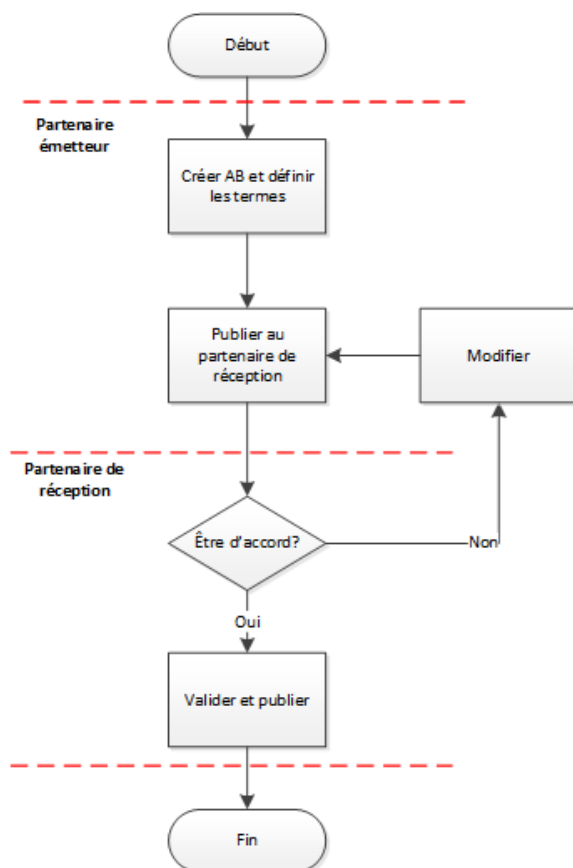 Début
Partenaire
émetteur
Créer AB et définir
les termes
Publier au
partenaire de
réception
Modifier
Partenaire de
réception
Être d'accord?
Non
Oui
Valider et publier
Fin